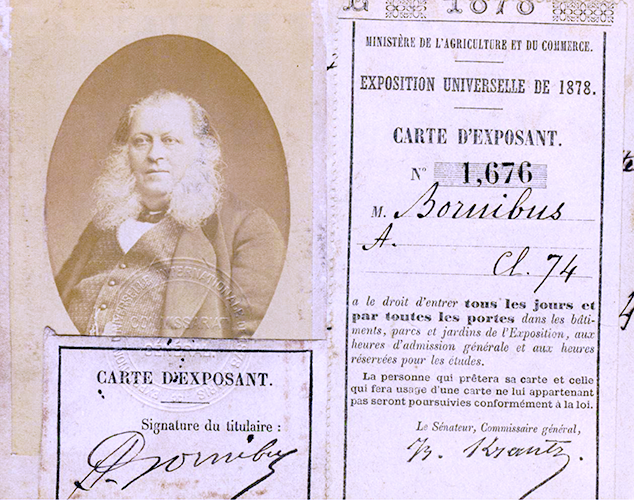 CARTE D'EXPOSANT.
Signature du titulaire :
A. Bornibus
1878
MINISTÈRE DE L'AGRICULTURE ET DU COMMERCE.
EXPOSITION UNIVERSELLE DE 1878.
CARTE D'EXPOSANT.
N° 1,676
M. Bornibus
A.
Cl. 74
a le droit d'entrer tous les jours et
par toutes les portes dans les bâti-
ments, parcs et jardins de l'Exposition, aux
heures d'admission générale et aux heures
réservées pour les études.
La personne qui prêtera sa carte et celle
qui fera usage d'une carte ne lui appartenant
pas seront poursuivies conformément à la loi.
Le Sénateur, Commissaire général,
Krantz